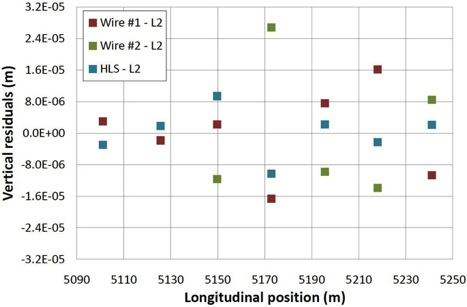 3.2E-05
2.4E-05
1.6E-05
8.0E-06
0.0E+00
-8.0E-06
-1.6E-05
-2.4E-05
-3.2E-05
Vertical residuals (m)
Wire #1 - L2
Wire #2 - L2
HLS - L2
5090 5110 5130 5150 5170 5190 5210 5230 5250
Longitudinal position (m)